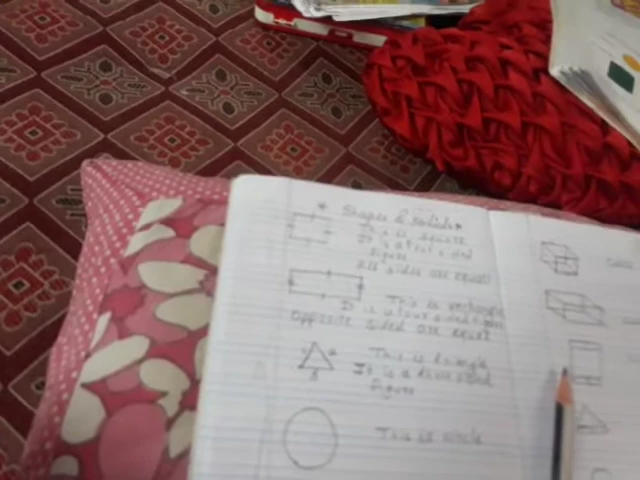 * Shapes & Solids *
This is square
It is a four sided
figure
All sides are equal
This is rectangle
It is a four sided figure
opposite sided are equal
This is triangle
It is a three sided
figure
This is circle